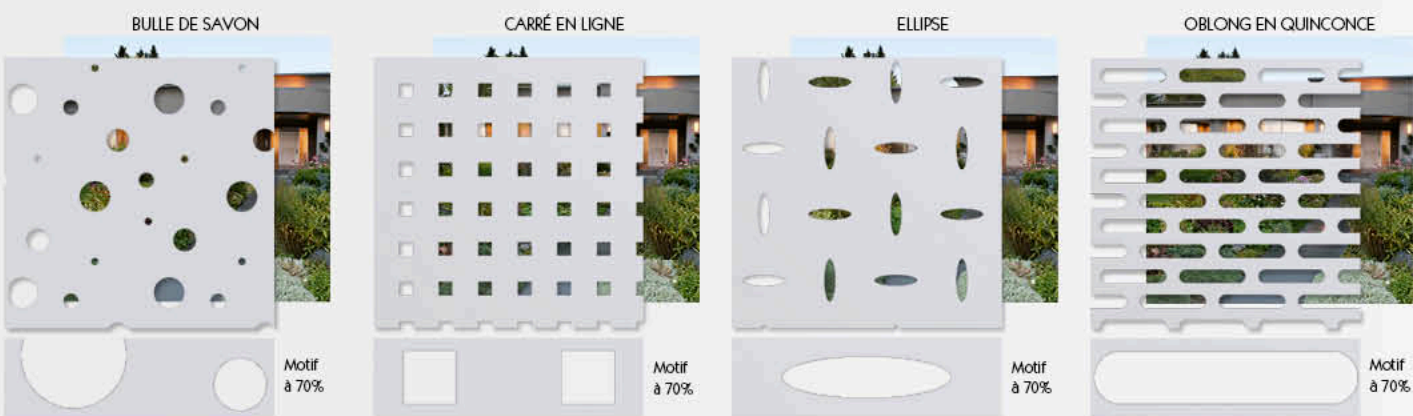 BULLE DE SAVON
CARRÉ EN LIGNE
ELLIPSE
OBLONG EN QUINCONCE
Motif
à 70%
Motif
à 70%
Motif
à 70%
Motif
à 70%